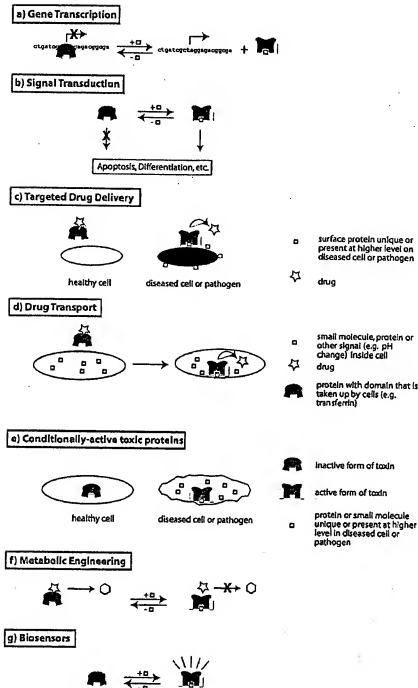 a) Gene Transcription
+
-
+
b) Signal Transduction
+
-
Apoptosis, Differentiation, etc.
c) Targeted Drug Delivery
healthy cell
diseased cell or pathogen
surface protein unique or
present at higher level on
diseased cell or pathogen
drug
d) Drug Transport
small molecule, protein or
other signal (e.g. pH
change) inside cell
drug
protein with domain that is
taken up by cells (e.g.
transferrin)
e) Conditionally-active toxic proteins
healthy cell
diseased cell or pathogen
inactive form of toxin
active form of toxin
protein or small molecule
unique or present at higher
level in diseased cell or
pathogen
f) Metabolic Engineering
+
-
g) Biosensors
+
-